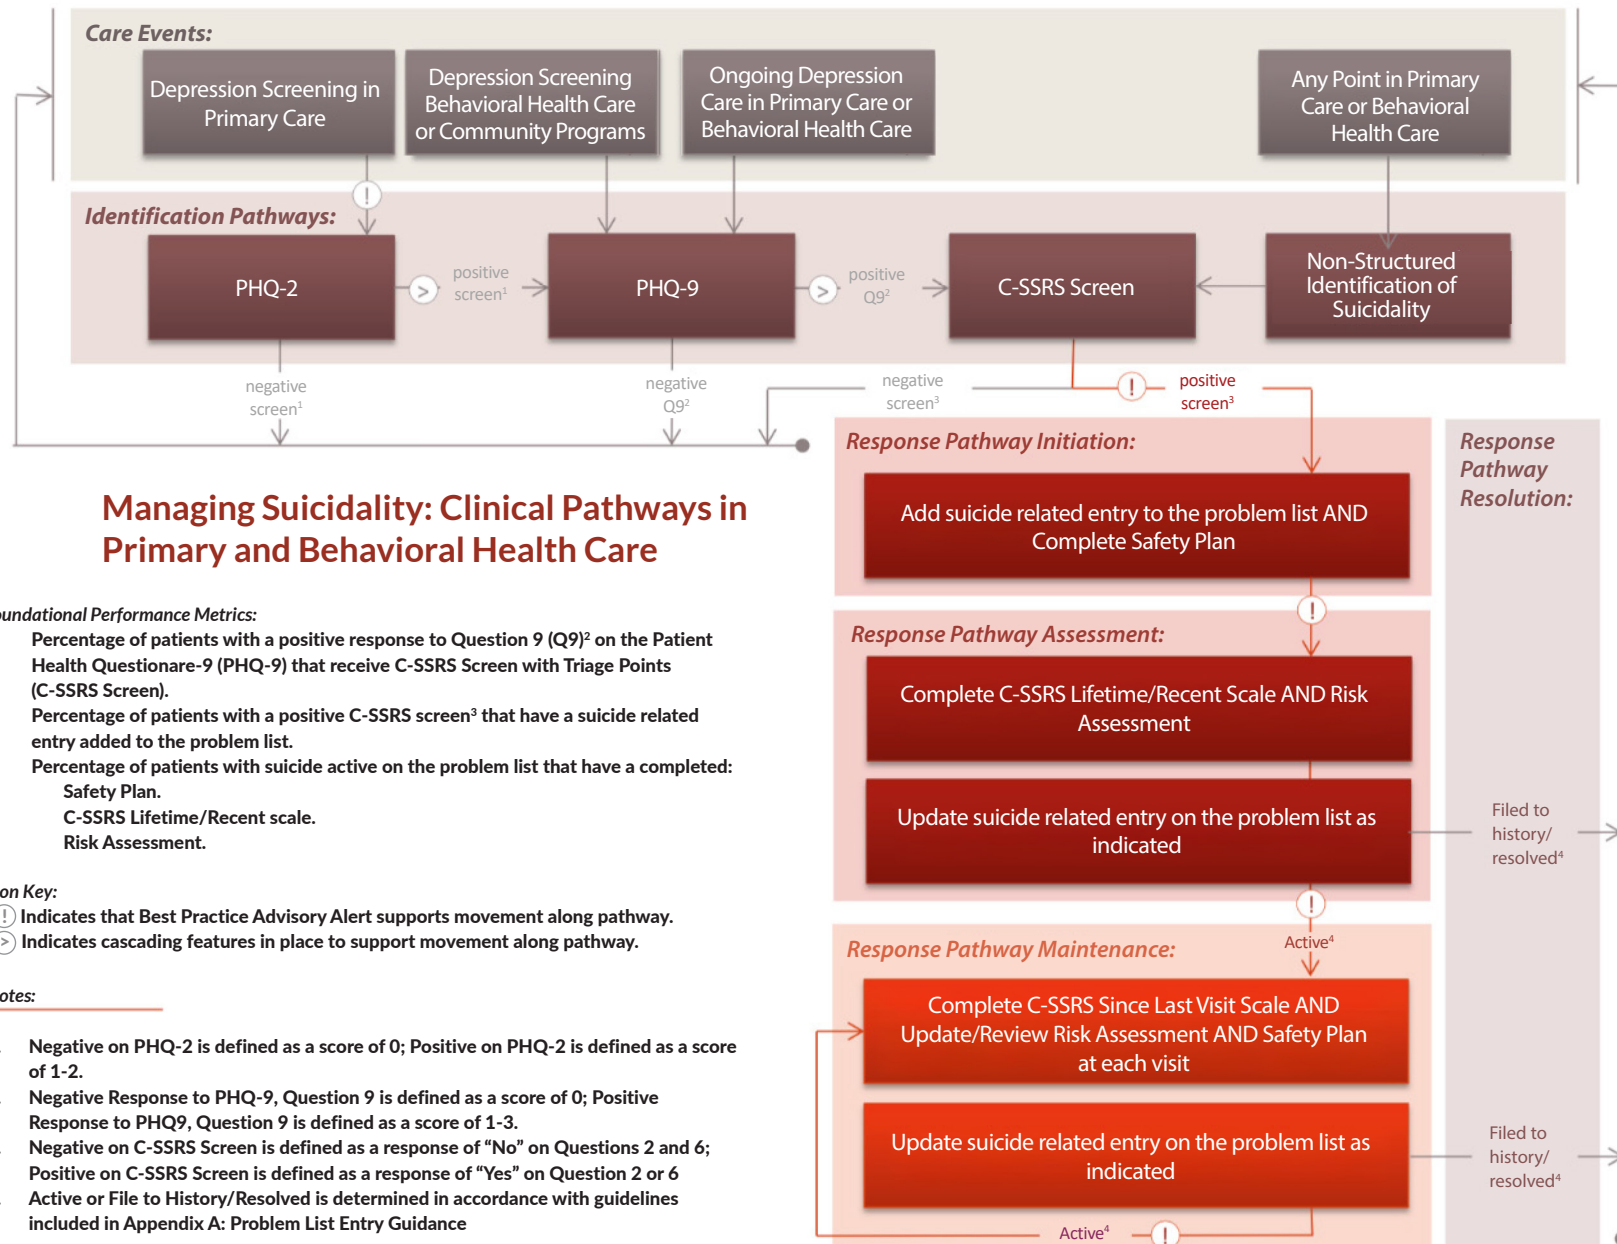 Care Events:
Depression Screening in
Primary Care
Depression Screening
Behavioral Health Care
or Community Programs
Ongoing Depression
Care in Primary Care or
Behavioral Health Care
Any Point in Primary
Care or Behavioral
Health Care
!
Identification Pathways:
PHQ-2
>
positive
screen¹
PHQ-9
>
positive
Q9²
C-SSRS Screen
Non-Structured
Identification of
Suicidality
negative
screen¹
negative
Q9²
negative
screen³
!
positive
screen³
Response Pathway Initiation:
Add suicide related entry to the problem list AND
Complete Safety Plan
!
Response Pathway Assessment:
Complete C-SSRS Lifetime/Recent Scale AND Risk
Assessment
Update suicide related entry on the problem list as
indicated
!
Active⁴
Response Pathway Maintenance:
Complete C-SSRS Since Last Visit Scale AND
Update/Review Risk Assessment AND Safety Plan
at each visit
Update suicide related entry on the problem list as
indicated
Active⁴
!
Response
Pathway
Resolution:
Filed to
history/
resolved⁴
Filed to
history/
resolved⁴
Managing Suicidality: Clinical Pathways in
Primary and Behavioral Health Care
oundational Performance Metrics:
Percentage of patients with a positive response to Question 9 (Q9)² on the Patient
Health Questionare-9 (PHQ-9) that receive C-SSRS Screen with Triage Points
(C-SSRS Screen).
Percentage of patients with a positive C-SSRS screen³ that have a suicide related
entry added to the problem list.
Percentage of patients with suicide active on the problem list that have a completed:
Safety Plan.
C-SSRS Lifetime/Recent scale.
Risk Assessment.
on Key:
! Indicates that Best Practice Advisory Alert supports movement along pathway.
> Indicates cascading features in place to support movement along pathway.
otes:
Negative on PHQ-2 is defined as a score of 0; Positive on PHQ-2 is defined as a score
of 1-2.
Negative Response to PHQ-9, Question 9 is defined as a score of 0; Positive
Response to PHQ9, Question 9 is defined as a score of 1-3.
Negative on C-SSRS Screen is defined as a response of “No” on Questions 2 and 6;
Positive on C-SSRS Screen is defined as a response of “Yes” on Question 2 or 6
Active or File to History/Resolved is determined in accordance with guidelines
included in Appendix A: Problem List Entry Guidance